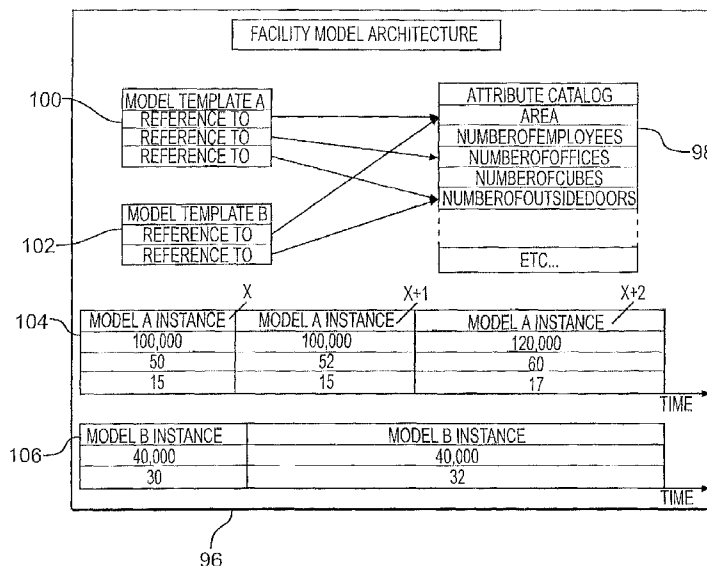 FACILITY MODEL ARCHITECTURE
100
MODEL TEMPLATE A
REFERENCE TO
REFERENCE TO
REFERENCE TO
ATTRIBUTE CATALOG
AREA
NUMBEROFEMPLOYEES
NUMBEROFOFFICES
NUMBEROFCUBES
NUMBEROFOUTSIDEDOORS
ETC...
98
102
MODEL TEMPLATE B
REFERENCE TO
REFERENCE TO
X X+1 X+2
104
MODEL A INSTANCE MODEL A INSTANCE MODEL A INSTANCE
100,000 100,000 120,000
50 52 60
15 15 17
TIME
106
MODEL B INSTANCE MODEL B INSTANCE
40,000 40,000
30 32
TIME
96